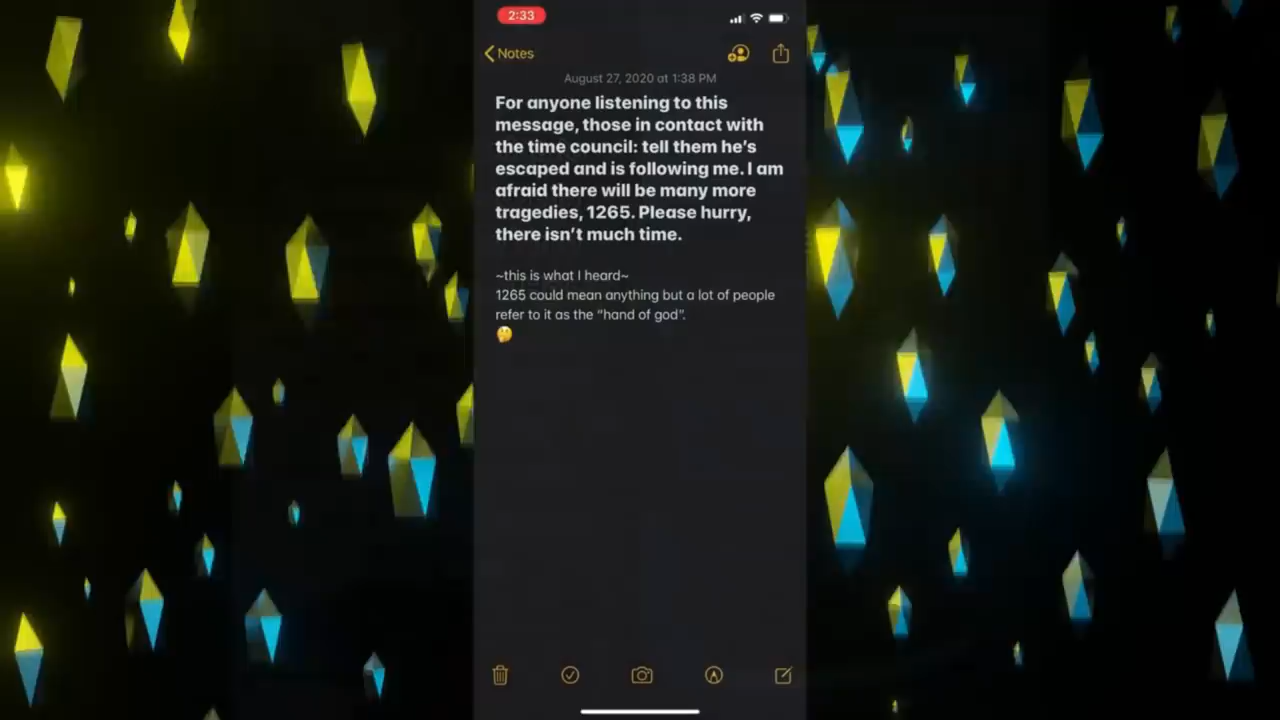 2:33
Notes
August 27, 2020 at 1:38 PM
For anyone listening to this
message, those in contact with
the time council: tell them he's
escaped and is following me. I am
afraid there will be many more
tragedies, 1265. Please hurry,
there isn't much time.
~this is what I heard~
1265 could mean anything but a lot of people
refer to it as the “hand of god”.
🤔